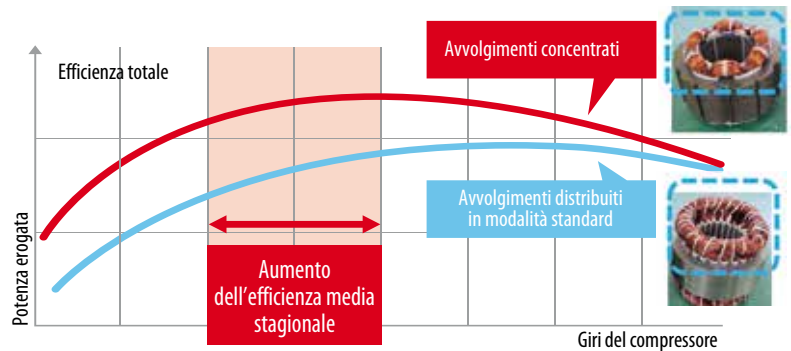 Avvolgimenti concentrati
Efficienza totale
Avvolgimenti distribuiti
in modalità standard
Potenza erogata
Aumento
dell'efficienza media
stagionale
Giri del compressore